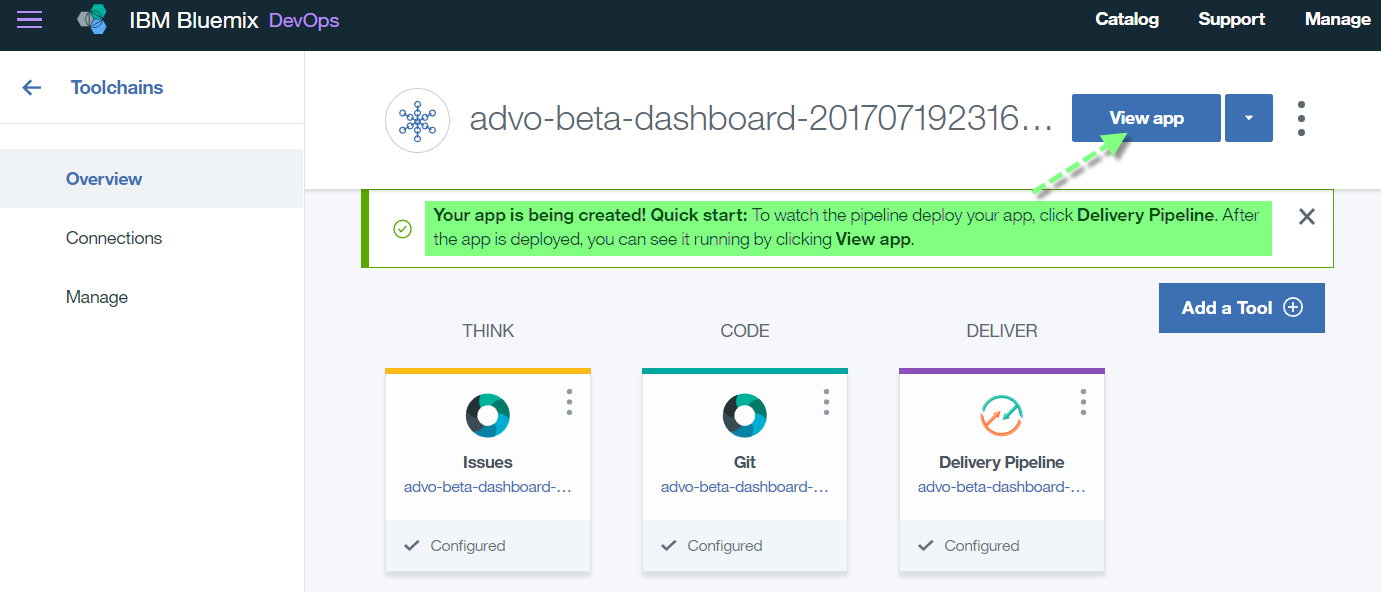 IBM Bluemix DevOps
Catalog
Support
Manage
Toolchains
advo-beta-dashboard-201707192316...
View app
Overview
Connections
Manage
Your app is being created! Quick start: To watch the pipeline deploy your app, click Delivery Pipeline. After
the app is deployed, you can see it running by clicking View app.
Add a Tool
THINK
CODE
DELIVER
Issues
advo-beta-dashboard-...
Configured
Git
advo-beta-dashboard-...
Configured
Delivery Pipeline
advo-beta-dashboard-...
Configured